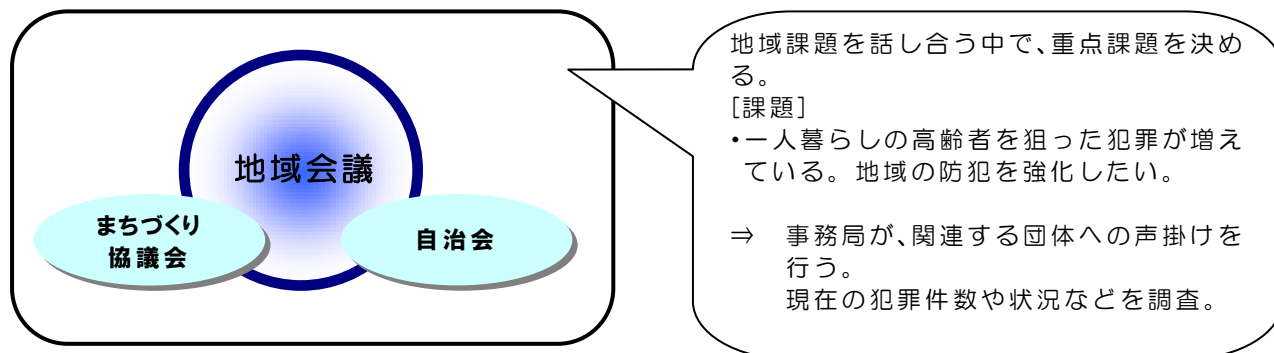 地域会議
まちづくり
協議会
自治会
地域課題を話し合う中で、重点課題を決め
る。
[課題]
・一人暮らしの高齢者を狙った犯罪が増え
ている。地域の防犯を強化したい。
⇒　事務局が、関連する団体への声掛けを
行う。
現在の犯罪件数や状況などを調査。